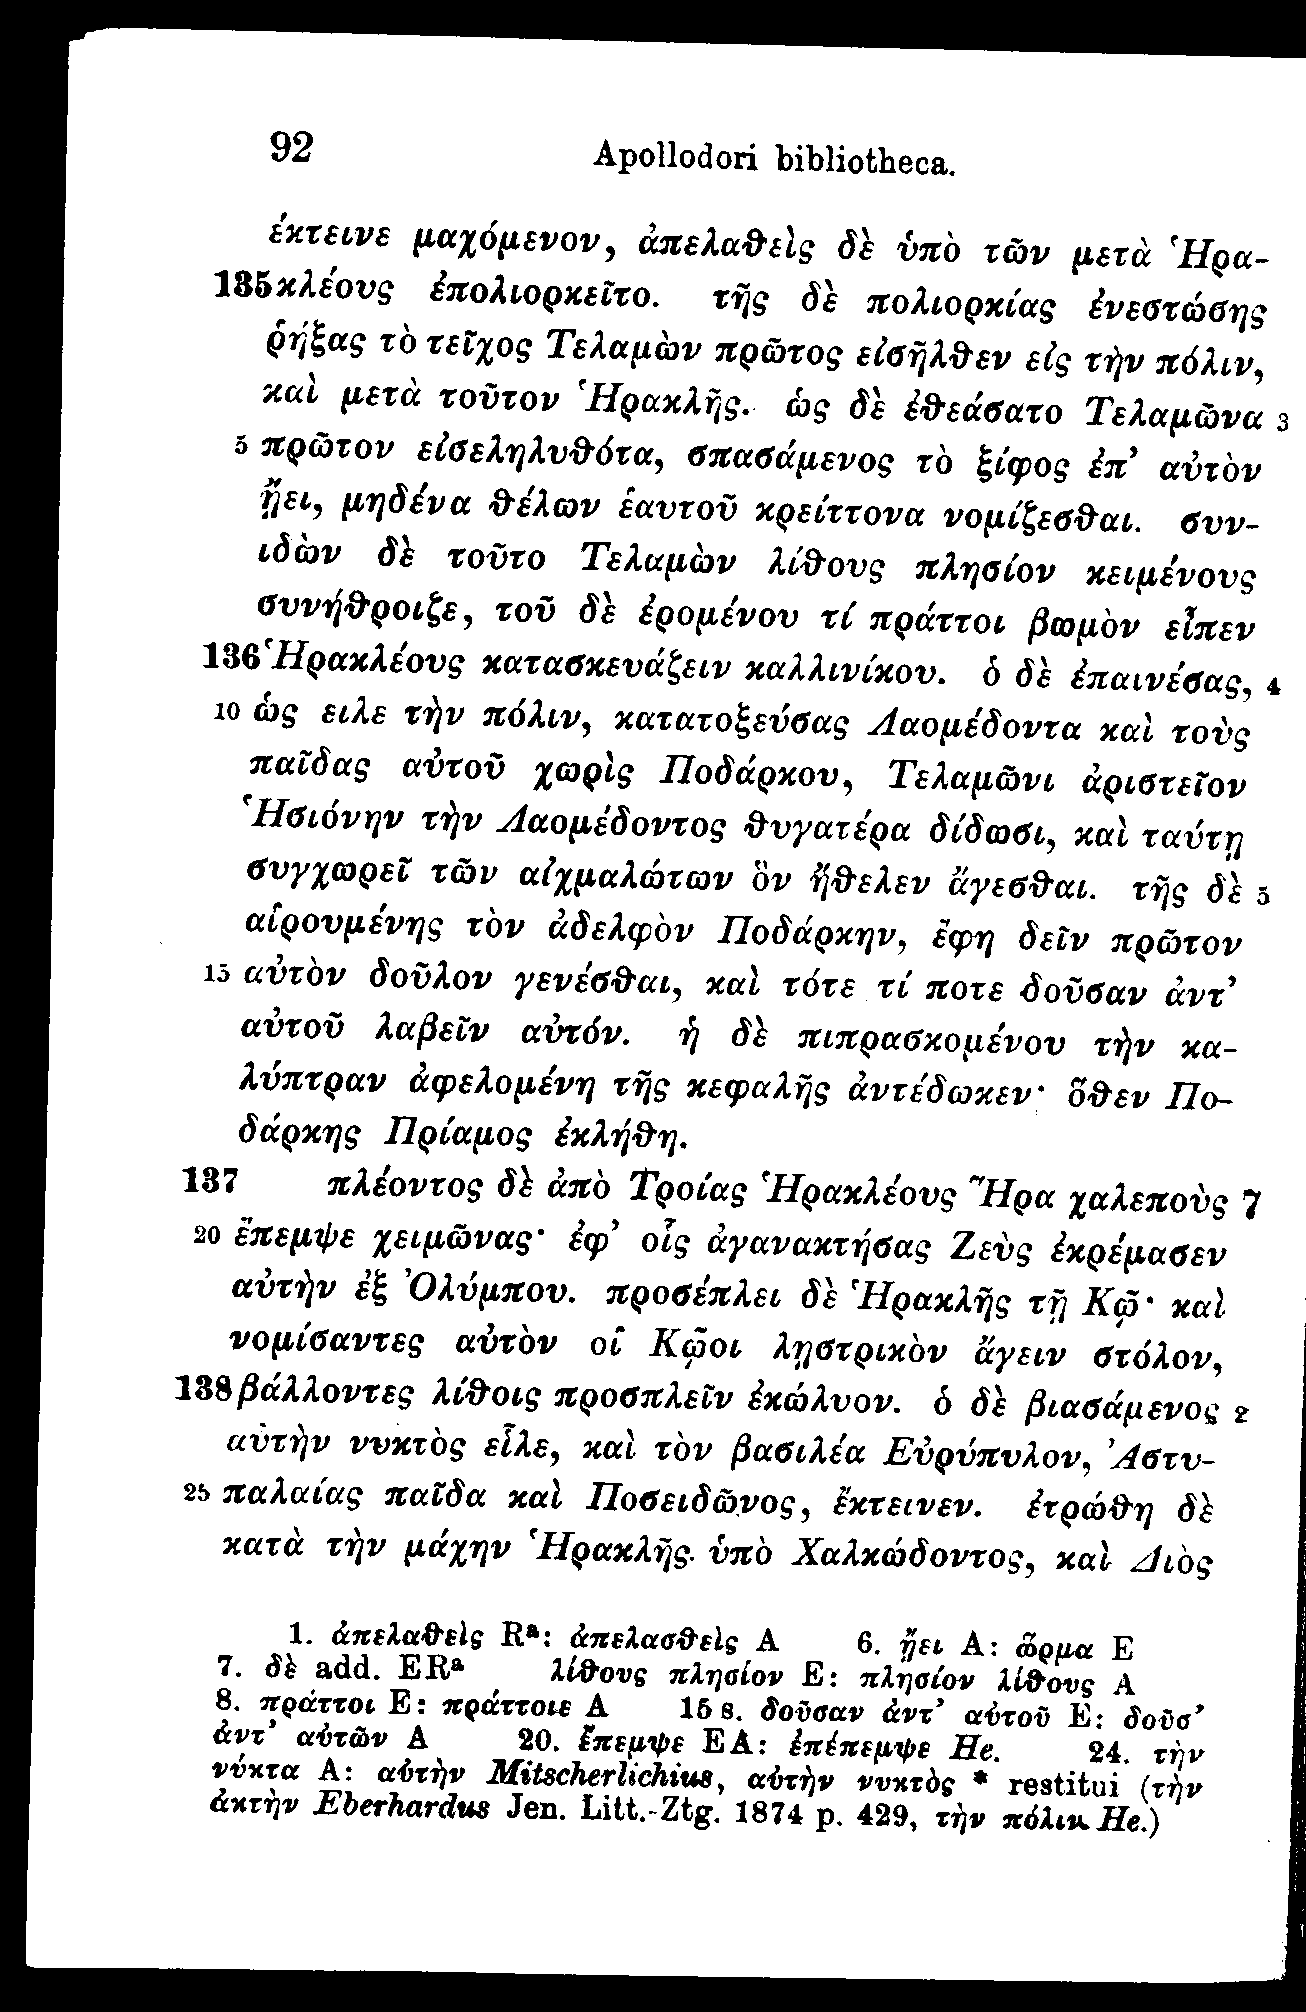 92 Apollodori bibliotheca.
ἔκτεινε μαχόμενον, ἀπελαθεὶς δὲ ὑπὸ τῶν μετὰ Ἡρα-
135 κλέους ἐπολιορκεῖτο. τῆς δὲ πολιορκίας ἐνεστώσης
ῥήξας τὸ τεῖχος Τελαμὼν πρῶτος εἰσῆλθεν εἰς τὴν πόλιν,
καὶ μετὰ τοῦτον Ἡρακλῆς. ὡς δὲ ἐθεάσατο Τελαμῶνα 3
5 πρῶτον εἰσεληλυθότα, σπασάμενος τὸ ξίφος ἐπ’ αὐτὸν
ᾔει, μηδένα θέλων ἑαυτοῦ κρείττονα νομίζεσθαι. συν-
ιδὼν δὲ τοῦτο Τελαμὼν λίθους πλησίον κειμένους
συνήθροιζε, τοῦ δὲ ἐρομένου τί πράττοι βωμὸν εἶπεν
136 Ἡρακλέους κατασκευάζειν καλλινίκου. ὁ δὲ ἐπαινέσας, 4
10 ὡς εἷλε τὴν πόλιν, κατατοξεύσας Λαομέδοντα καὶ τοὺς
παῖδας αὐτοῦ χωρὶς Ποδάρκου, Τελαμῶνι ἀριστεῖον
Ἡσιόνην τὴν Λαομέδοντος θυγατέρα δίδωσι, καὶ ταύτῃ
συγχωρεῖ τῶν αἰχμαλώτων ὃν ἤθελεν ἄγεσθαι. τῆς δὲ 5
αἱρουμένης τὸν ἀδελφὸν Ποδάρκην, ἔφη δεῖν πρῶτον
15 αὐτὸν δοῦλον γενέσθαι, καὶ τότε τί ποτε δοῦσαν ἀντ’
αὐτοῦ λαβεῖν αὐτόν. ἡ δὲ πιπρασκομένου τὴν κα-
λύπτραν ἀφελομένη τῆς κεφαλῆς ἀντέδωκεν· ὅθεν Πο-
δάρκης Πρίαμος ἐκλήθη.
137 πλέοντος δὲ ἀπὸ Τροίας Ἡρακλέους Ἥρα χαλεποὺς 7
20 ἔπεμψε χειμῶνας· ἐφ’ οἷς ἀγανακτήσας Ζεὺς ἐκρέμασεν
αὐτὴν ἐξ Ὀλύμπου. προσέπλει δὲ Ἡρακλῆς τῇ Κῷ· καὶ
νομίσαντες αὐτὸν οἱ Κῷοι λῃστρικὸν ἄγειν στόλον,
138 βάλλοντες λίθοις προσπλεῖν ἐκώλυον. ὁ δὲ βιασάμενος 2
αὐτὴν νυκτὸς εἷλε, καὶ τὸν βασιλέα Εὐρύπυλον, Ἀστυ-
25 παλαίας παῖδα καὶ Ποσειδῶνος, ἔκτεινεν. ἐτρώθη δὲ
κατὰ τὴν μάχην Ἡρακλῆς ὑπὸ Χαλκώδοντος, καὶ Διὸς
1. ἀπελαθεὶς Rᵃ: ἀπελασθεὶς A 6. ᾔει A: ὥρμα E
7. δὲ add. ERᵃ λίθους πλησίον E: πλησίον λίθους A
8. πράττοι E: πράττοιε A 15 s. δοῦσαν ἀντ’ αὐτοῦ E: δοῦσ’
ἀντ’ αὐτῶν A 20. ἔπεμψε EA: ἐπέπεμψε He. 24. τὴν
νύκτα A: αὐτὴν Mitscherlichius, αὐτὴν νυκτὸς * restitui (τὴν
ἀκτὴν Eberhardus Jen. Litt.-Ztg. 1874 p. 429, τὴν πόλιν He.)